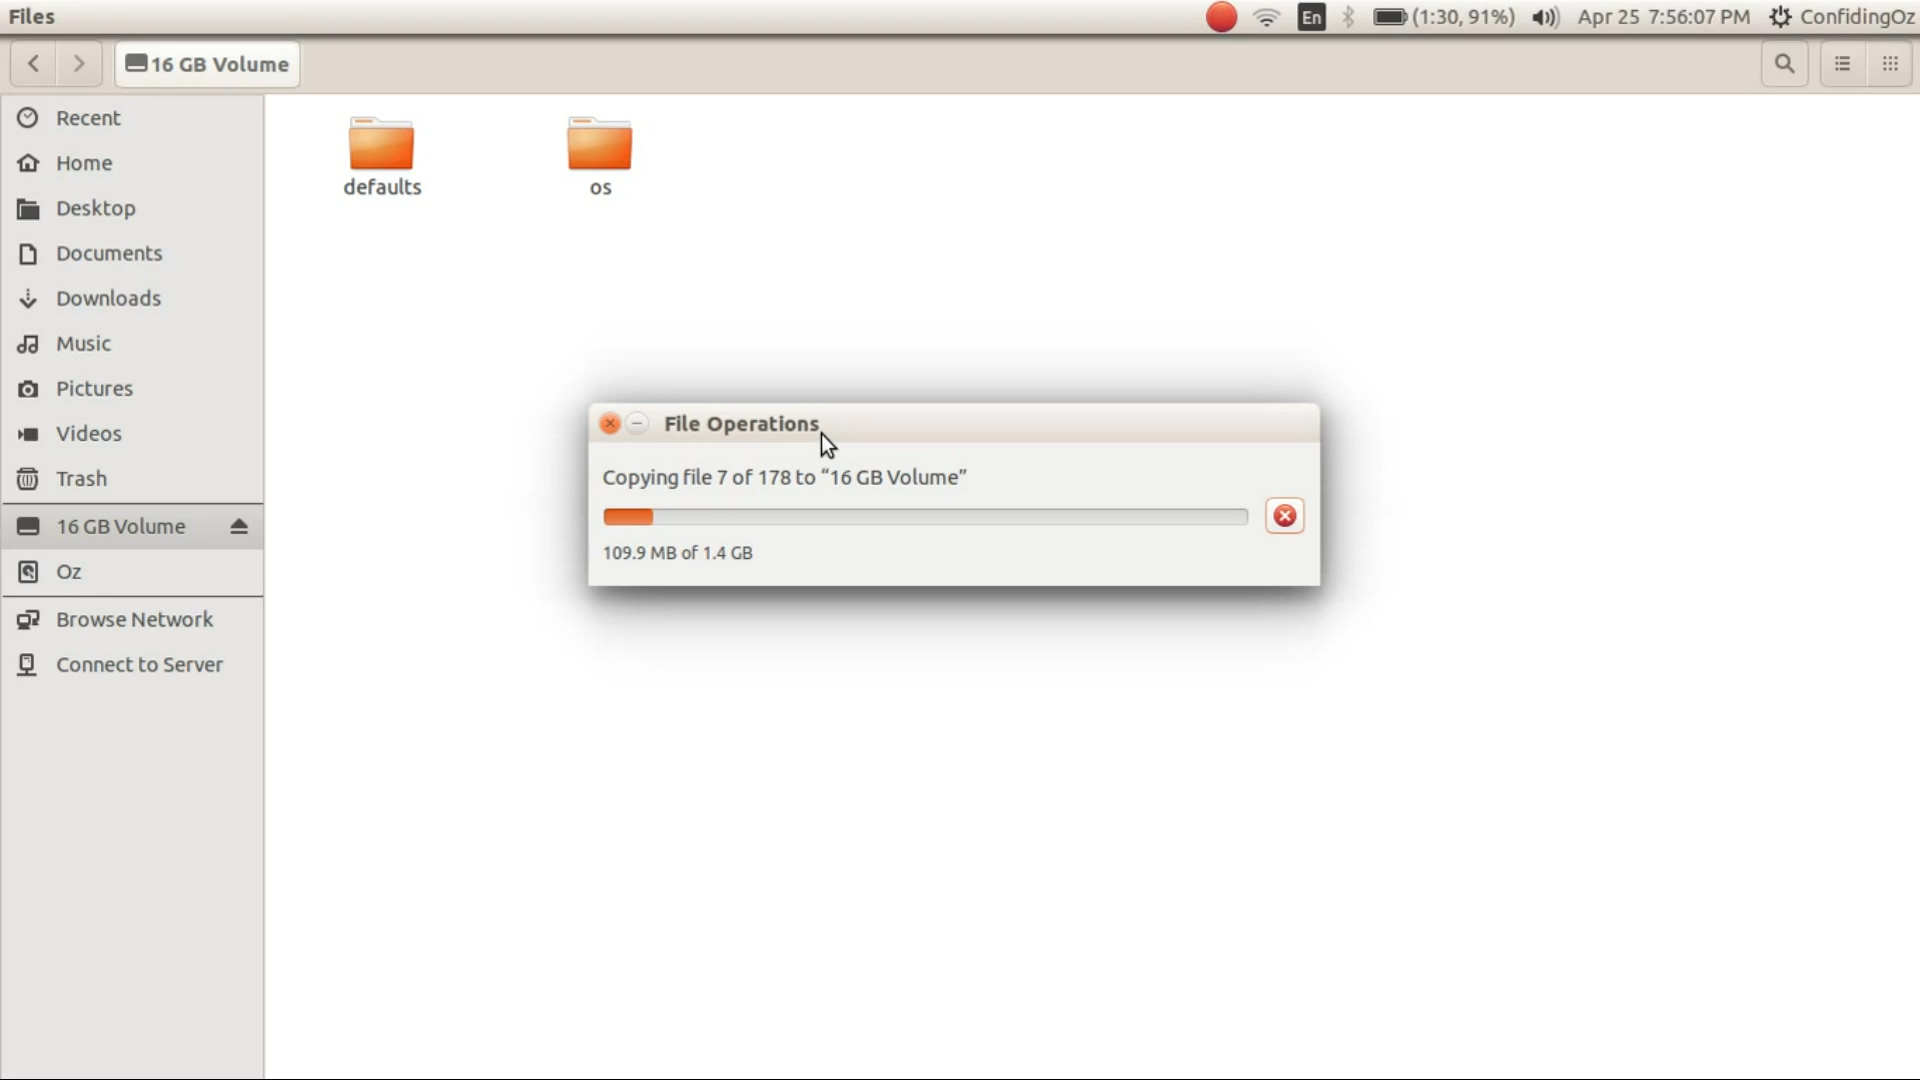 Files
En
(1:30, 91%)
Apr 25 7:56:07 PM
ConfidingOz
16 GB Volume
Recent
Home
Desktop
Documents
Downloads
Music
Pictures
Videos
Trash
16 GB Volume
Oz
Browse Network
Connect to Server
defaults
os
File Operations
Copying file 7 of 178 to “16 GB Volume”
109.9 MB of 1.4 GB